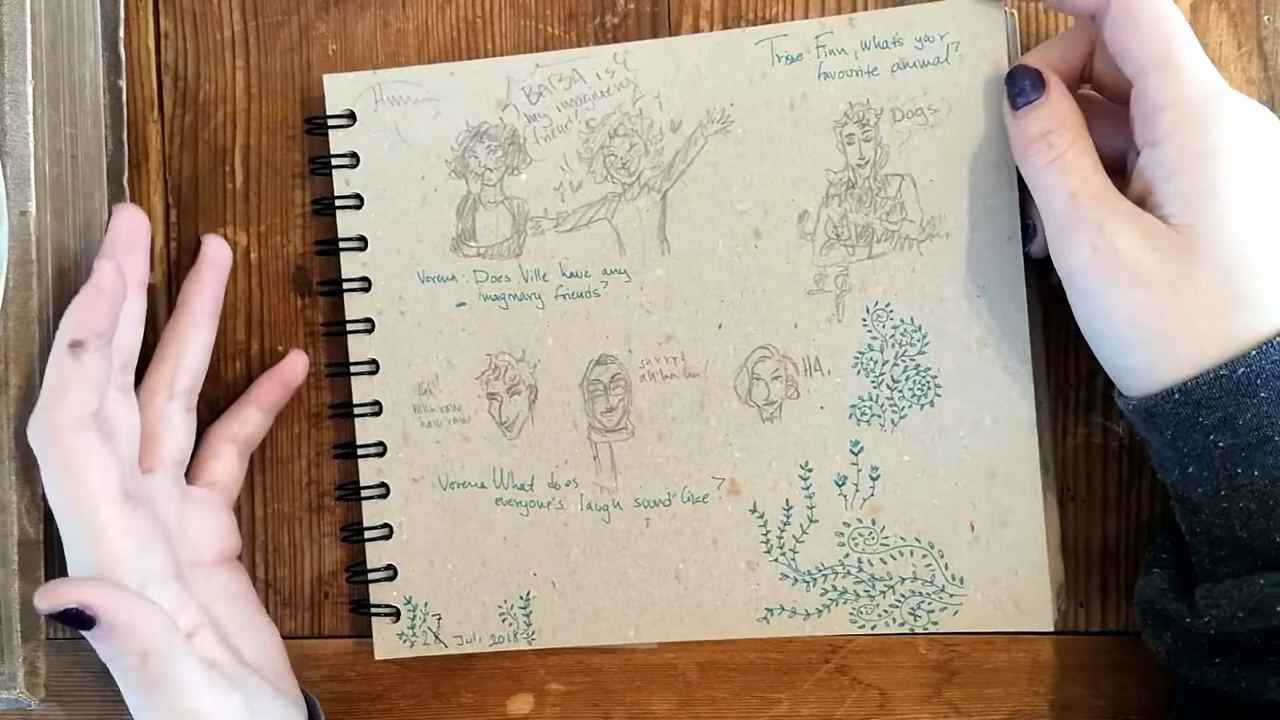 Hmmm
BARBA is
my imaginary
friend!
Trisse: Finn, what's your
favourite animal?
Dogs.
Verena: Does Ville have any
imaginary friends?
HA.
Verena What does
everyone's laugh sound like?
Juli 2018